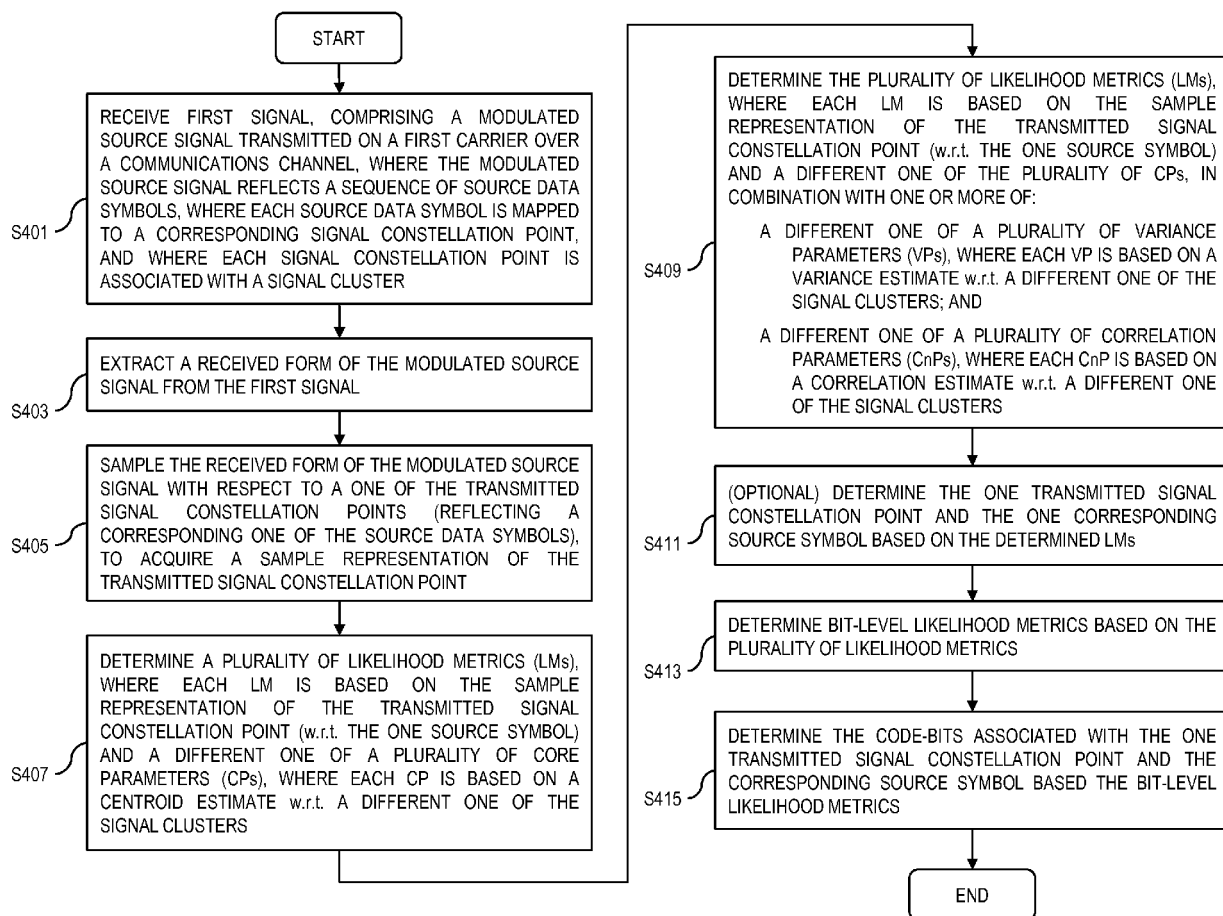 START
RECEIVE FIRST SIGNAL, COMPRISING A MODULATED
SOURCE SIGNAL TRANSMITTED ON A FIRST CARRIER OVER
A COMMUNICATIONS CHANNEL, WHERE THE MODULATED
SOURCE SIGNAL REFLECTS A SEQUENCE OF SOURCE DATA
SYMBOLS, WHERE EACH SOURCE DATA SYMBOL IS MAPPED
TO A CORRESPONDING SIGNAL CONSTELLATION POINT,
AND WHERE EACH SIGNAL CONSTELLATION POINT IS
ASSOCIATED WITH A SIGNAL CLUSTER
S401
EXTRACT A RECEIVED FORM OF THE MODULATED SOURCE
SIGNAL FROM THE FIRST SIGNAL
S403
SAMPLE THE RECEIVED FORM OF THE MODULATED SOURCE
SIGNAL WITH RESPECT TO A ONE OF THE TRANSMITTED
SIGNAL CONSTELLATION POINTS (REFLECTING A
CORRESPONDING ONE OF THE SOURCE DATA SYMBOLS),
TO ACQUIRE A SAMPLE REPRESENTATION OF THE
TRANSMITTED SIGNAL CONSTELLATION POINT
S405
DETERMINE A PLURALITY OF LIKELIHOOD METRICS (LMs),
WHERE EACH LM IS BASED ON THE SAMPLE
REPRESENTATION OF THE TRANSMITTED SIGNAL
CONSTELLATION POINT (w.r.t. THE ONE SOURCE SYMBOL)
AND A DIFFERENT ONE OF A PLURALITY OF CORE
PARAMETERS (CPs), WHERE EACH CP IS BASED ON A
CENTROID ESTIMATE w.r.t. A DIFFERENT ONE OF THE
SIGNAL CLUSTERS
S407
DETERMINE THE PLURALITY OF LIKELIHOOD METRICS (LMs),
WHERE EACH LM IS BASED ON THE SAMPLE
REPRESENTATION OF THE TRANSMITTED SIGNAL
CONSTELLATION POINT (w.r.t. THE ONE SOURCE SYMBOL)
AND A DIFFERENT ONE OF THE PLURALITY OF CPs, IN
COMBINATION WITH ONE OR MORE OF:
A DIFFERENT ONE OF A PLURALITY OF VARIANCE
PARAMETERS (VPs), WHERE EACH VP IS BASED ON A
VARIANCE ESTIMATE w.r.t. A DIFFERENT ONE OF THE
SIGNAL CLUSTERS; AND
A DIFFERENT ONE OF A PLURALITY OF CORRELATION
PARAMETERS (CnPs), WHERE EACH CnP IS BASED ON
A CORRELATION ESTIMATE w.r.t. A DIFFERENT ONE
OF THE SIGNAL CLUSTERS
S409
(OPTIONAL) DETERMINE THE ONE TRANSMITTED SIGNAL
CONSTELLATION POINT AND THE ONE CORRESPONDING
SOURCE SYMBOL BASED ON THE DETERMINED LMs
S411
DETERMINE BIT-LEVEL LIKELIHOOD METRICS BASED ON THE
PLURALITY OF LIKELIHOOD METRICS
S413
DETERMINE THE CODE-BITS ASSOCIATED WITH THE ONE
TRANSMITTED SIGNAL CONSTELLATION POINT AND THE
CORRESPONDING SOURCE SYMBOL BASED THE BIT-LEVEL
LIKELIHOOD METRICS
S415
END